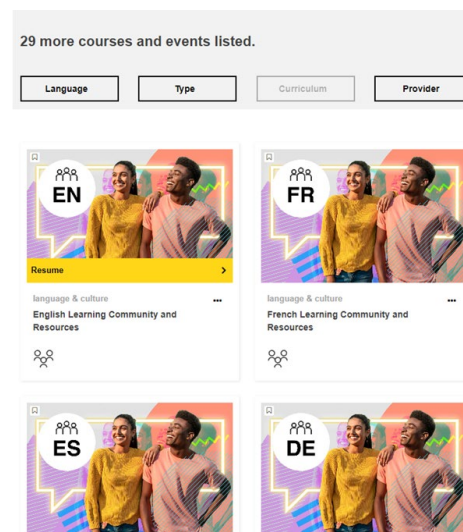 29 more courses and events listed.
Language
Type
Curriculum
Provider
EN
FR
Resume
language & culture
English Learning Community and
Resources
language & culture
French Learning Community and
Resources
ES
DE